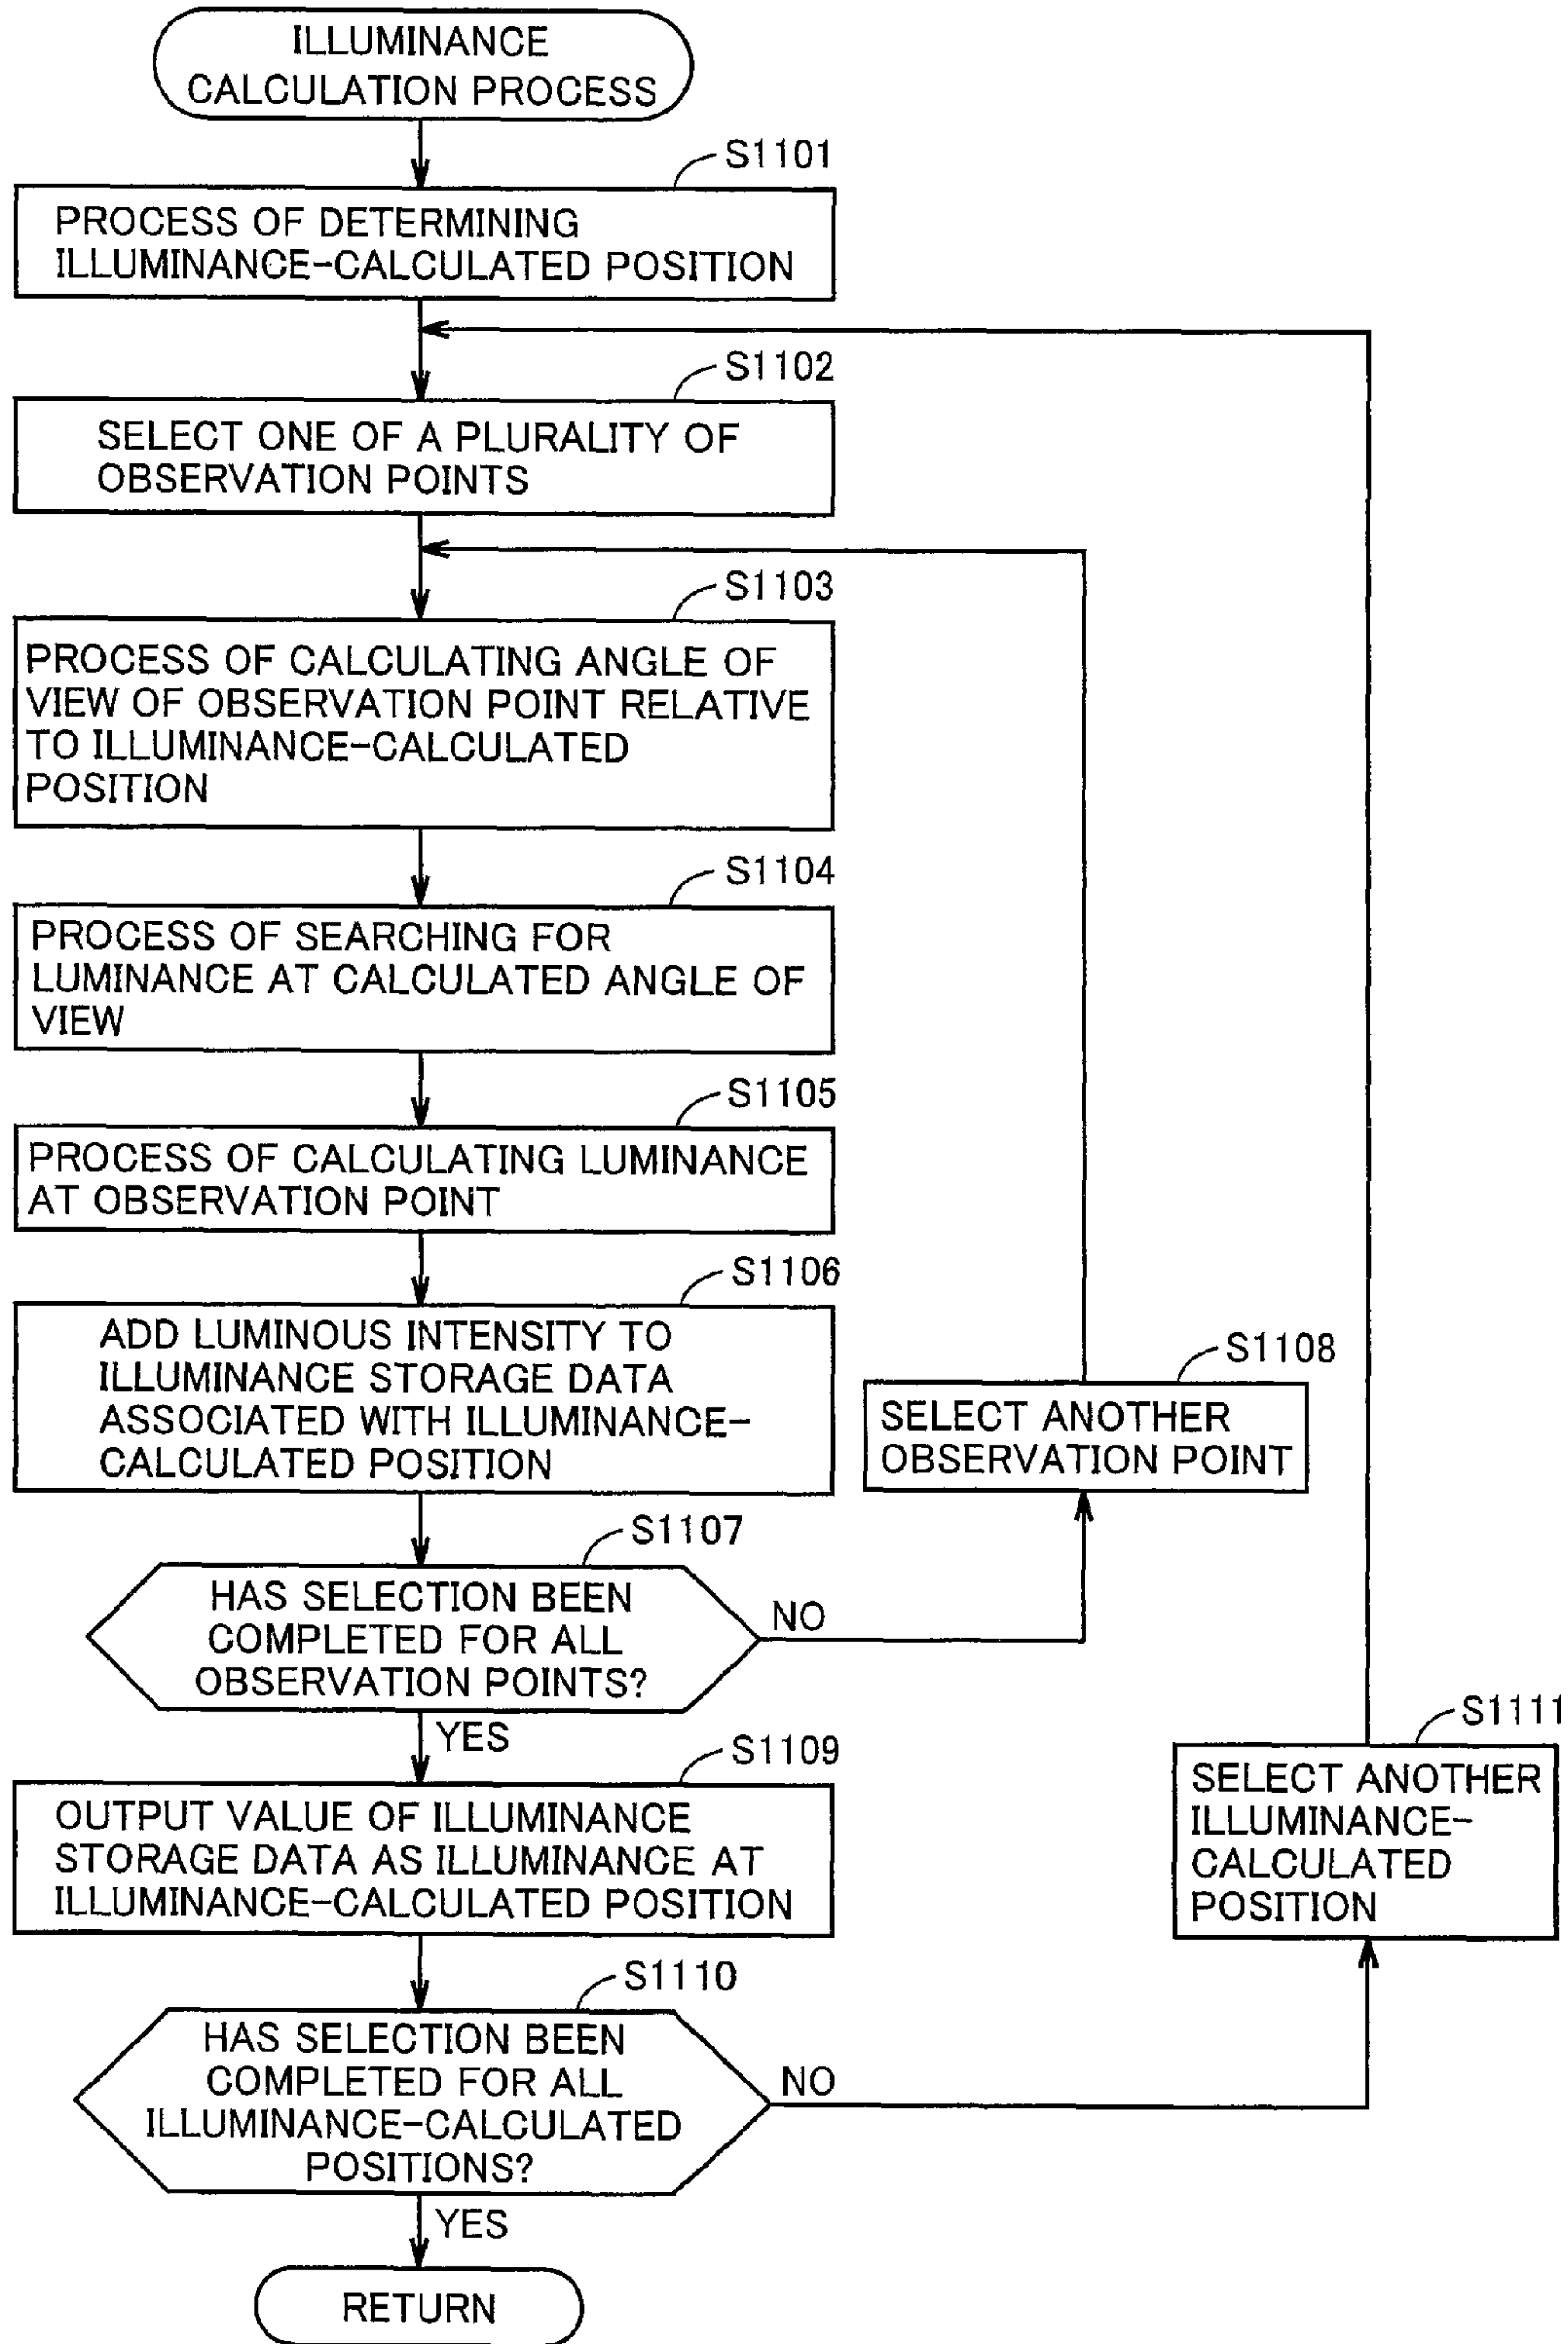 ILLUMINANCE
CALCULATION PROCESS
S1101
PROCESS OF DETERMINING
ILLUMINANCE-CALCULATED POSITION
S1102
SELECT ONE OF A PLURALITY OF
OBSERVATION POINTS
S1103
PROCESS OF CALCULATING ANGLE OF
VIEW OF OBSERVATION POINT RELATIVE
TO ILLUMINANCE-CALCULATED
POSITION
S1104
PROCESS OF SEARCHING FOR
LUMINANCE AT CALCULATED ANGLE OF
VIEW
S1105
PROCESS OF CALCULATING LUMINANCE
AT OBSERVATION POINT
S1106
ADD LUMINOUS INTENSITY TO
ILLUMINANCE STORAGE DATA
ASSOCIATED WITH ILLUMINANCE-
CALCULATED POSITION
S1107
HAS SELECTION BEEN
COMPLETED FOR ALL
OBSERVATION POINTS?
NO
S1108
SELECT ANOTHER
OBSERVATION POINT
YES
S1109
OUTPUT VALUE OF ILLUMINANCE
STORAGE DATA AS ILLUMINANCE AT
ILLUMINANCE-CALCULATED POSITION
S1110
HAS SELECTION BEEN
COMPLETED FOR ALL
ILLUMINANCE-CALCULATED
POSITIONS?
NO
S1111
SELECT ANOTHER
ILLUMINANCE-
CALCULATED
POSITION
YES
RETURN